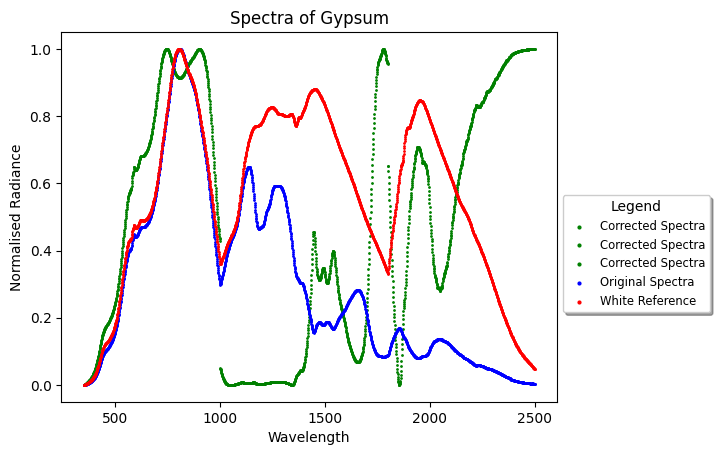 Spectra of Gypsum
Normalised Radiance
1.0
0.8
0.6
0.4
0.2
0.0
500
1000
1500
2000
2500
Wavelength
Legend
Corrected Spectra
Corrected Spectra
Corrected Spectra
Original Spectra
White Reference